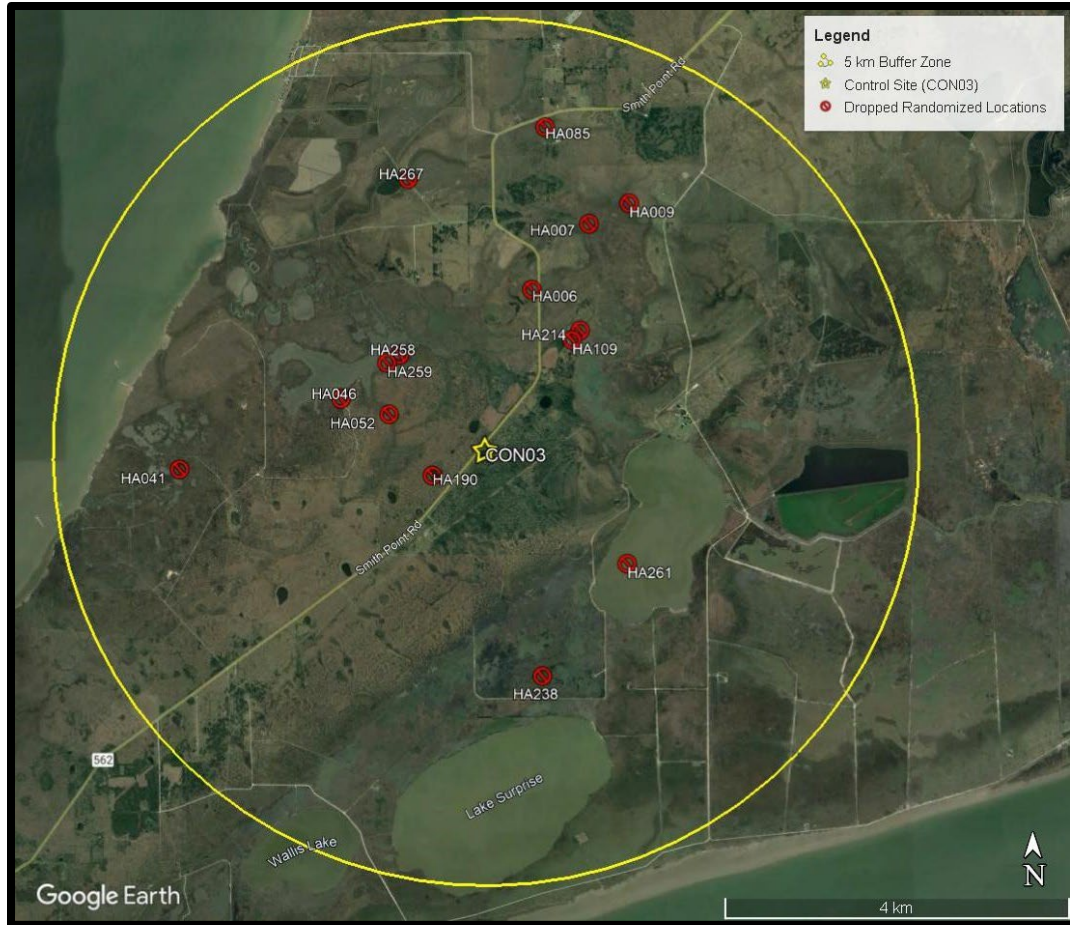 Legend
5 km Buffer Zone
Control Site (CON03)
Dropped Randomized Locations
Smith Point Rd
HA085
HA267
HA009
HA007
HA006
HA214
HA109
HA258
HA259
HA046
HA052
CON03
HA041
HA190
Smith Point Rd
HA261
HA238
562
Lake Surprise
Wallis Lake
N
Google Earth
4 km